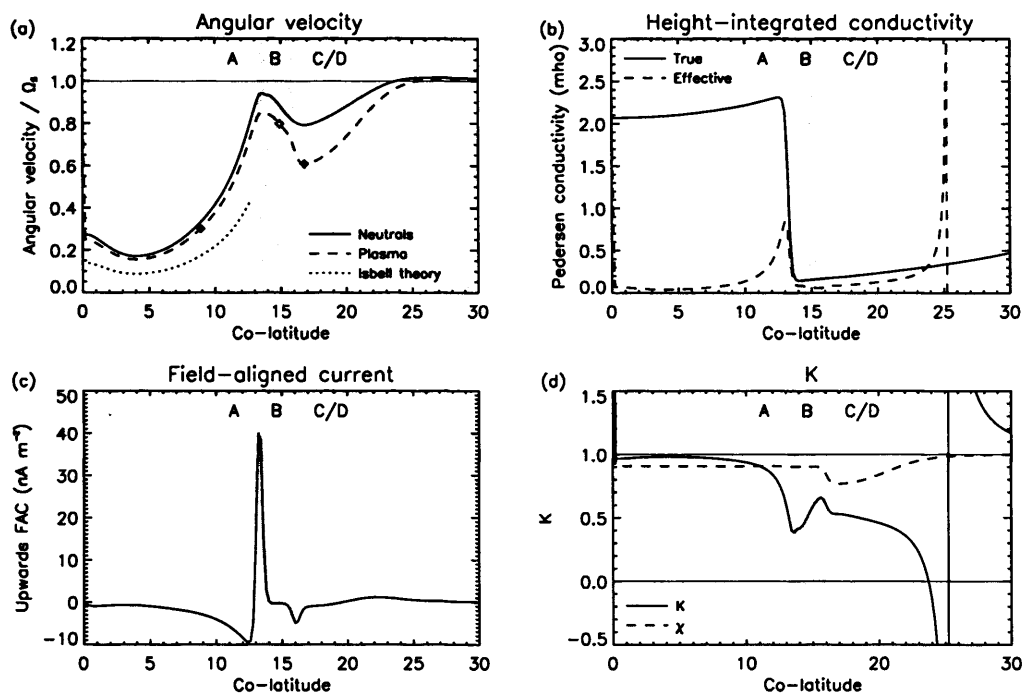 (a) Angular velocity
A B C/D
Angular velocity / Ωs
1.2
1.0
0.8
0.6
0.4
0.2
0.0
Neutrals
Plasma
Isbell theory
0 5 10 15 20 25 30
Co-latitude
(b) Height-integrated conductivity
A B C/D
Pedersen conductivity (mho)
3.0
2.5
2.0
1.5
1.0
0.5
0.0
True
Effective
0 5 10 15 20 25 30
Co-latitude
(c) Field-aligned current
A B C/D
Upwards FAC (nA m⁻²)
50
40
30
20
10
0
-10
0 5 10 15 20 25 30
Co-latitude
(d) K
A B C/D
K
1.5
1.0
0.5
0.0
-0.5
K
χ
0 5 10 15 20 25 30
Co-latitude